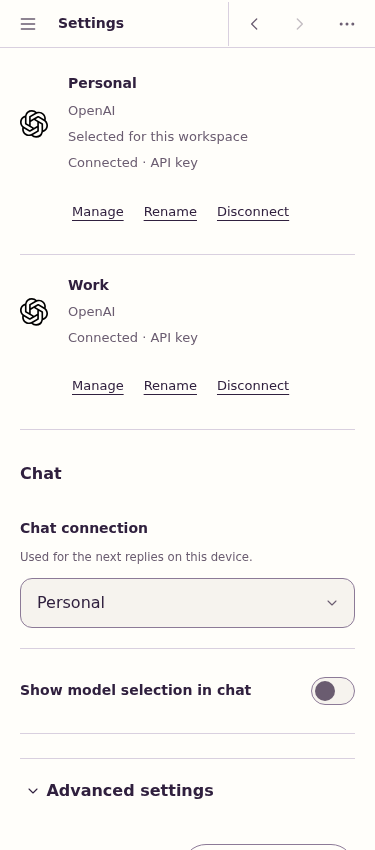 Settings
Personal
OpenAI
Selected for this workspace
Connected · API key
Manage Rename Disconnect
Work
OpenAI
Connected · API key
Manage Rename Disconnect
Chat
Chat connection
Used for the next replies on this device.
Personal
Show model selection in chat
Advanced settings